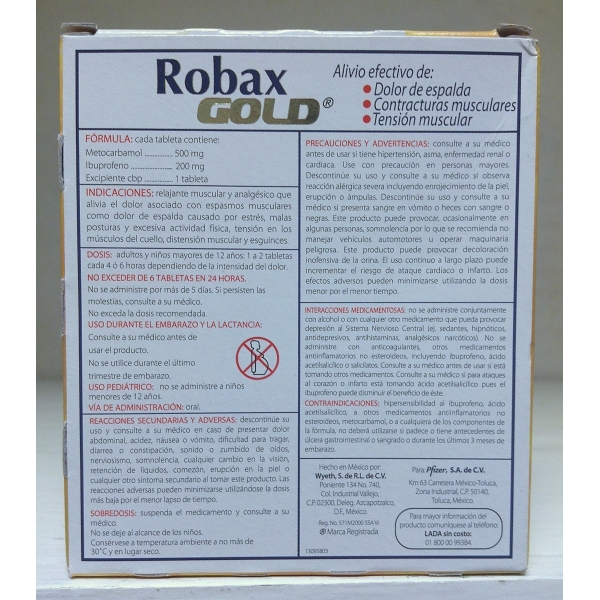 Robax
GOLD®
Alivio efectivo de:
• Dolor de espalda
• Contracturas musculares
• Tensión muscular
FÓRMULA: cada tableta contiene:
Metocarbamol .............. 500 mg
Ibuprofeno ..................... 200 mg
Excipiente cbp .............. 1 tableta
INDICACIONES: relajante muscular y analgésico que
alivia el dolor asociado con espasmos musculares
como dolor de espalda causado por estrés, malas
posturas y excesiva actividad física, tensión en los
músculos del cuello, distensión muscular y esguinces.
DOSIS: adultos y niños mayores de 12 años: 1 a 2 tabletas
cada 4 ó 6 horas dependiendo de la intensidad del dolor.
NO EXCEDER DE 6 TABLETAS EN 24 HORAS.
No se administre por más de 5 días. Si persisten las
molestias, consulte a su médico.
No exceda la dosis recomendada.
USO DURANTE EL EMBARAZO Y LA LACTANCIA:
Consulte a su médico antes de
usar el producto.
No se utilice durante el último
trimestre de embarazo.
USO PEDIÁTRICO: no se administre a niños
menores de 12 años.
VÍA DE ADMINISTRACIÓN: oral.
REACCIONES SECUNDARIAS Y ADVERSAS: descontinúe su
uso y consulte a su médico en caso de presentar dolor
abdominal, acidez, náusea o vómito, dificultad para tragar,
diarrea o constipación, sonido o zumbido de oídos,
nerviosismo, somnolencia, cualquier cambio en la visión,
retención de líquidos, comezón, erupción en la piel o
cualquier otro síntoma secundario al tomar este producto. Las
reacciones adversas pueden minimizarse utilizándose la dosis
más baja por el menor lapso de tiempo.
SOBREDOSIS: suspenda el medicamento y consulte a su
médico.
No se deje al alcance de los niños.
Consérvese a temperatura ambiente a no más de
30°C y en lugar seco.
PRECAUCIONES Y ADVERTENCIAS: consulte a su médico
antes de usar si tiene hipertensión, asma, enfermedad renal o
cardiaca. Use con precaución en personas mayores.
Descontinúe su uso y consulte a su médico si observa
reacción alérgica severa incluyendo enrojecimiento de la piel,
erupción o ámpulas. Descontinúe su uso y consulte a su
médico si presenta sangre en vómito o heces con sangre o
negras. Este producto puede provocar, ocasionalmente en
algunas personas, somnolencia por lo que se recomienda no
manejar vehículos automotores u operar maquinaria
peligrosa. Este producto puede provocar decoloración
inofensiva de la orina. El uso continuo a largo plazo puede
incrementar el riesgo de ataque cardiaco o infarto. Los
efectos adversos pueden minimizarse utilizando la dosis
menor por el menor tiempo.
INTERACCIONES MEDICAMENTOSAS: no se administre conjuntamente
con alcohol o con cualquier otro medicamento que pueda provocar
depresión al Sistema Nervioso Central (ej. sedantes, hipnóticos,
antidepresivos, antihistaminas, analgésicos narcóticos). No se
administre con anticoagulantes, otros medicamentos
antiinflamatorios no esteroideos, incluyendo ibuprofeno, ácido
acetilsalicílico o salicilatos. Consulte a su médico antes de usar si está
tomando otros medicamentos. Consulte a su médico si para ataques
al corazón o infarto está tomando ácido acetilsalicílico pues el
ibuprofeno puede disminuir el beneficio de éste.
CONTRAINDICACIONES: hipersensibilidad al ibuprofeno, ácido
acetilsalicílico, a otros medicamentos antiinflamatorios no
esteroideos, metocarbamol, o a cualquiera de los componentes de
la fórmula, no deberá utilizarse si padece o tiene antecedentes de
úlcera gastrointestinal o sangrado o durante los últimos 3 meses de
embarazo.
Hecho en México por:
Wyeth, S. de R.L. de C.V.
Poniente 134 No. 740,
Col. Industrial Vallejo,
C.P. 02300, Deleg. Azcapotzalco,
D.F., México.
Reg. No. 571M2000 SSA VI
® Marca Registrada
13095803
Para: Pfizer, S.A. de C.V.
Km 63 Carretera México-Toluca,
Zona Industrial, C.P. 50140,
Toluca, México.
Para mayor información del
producto comuníquese al teléfono:
LADA sin costo:
01 800 00 99384.